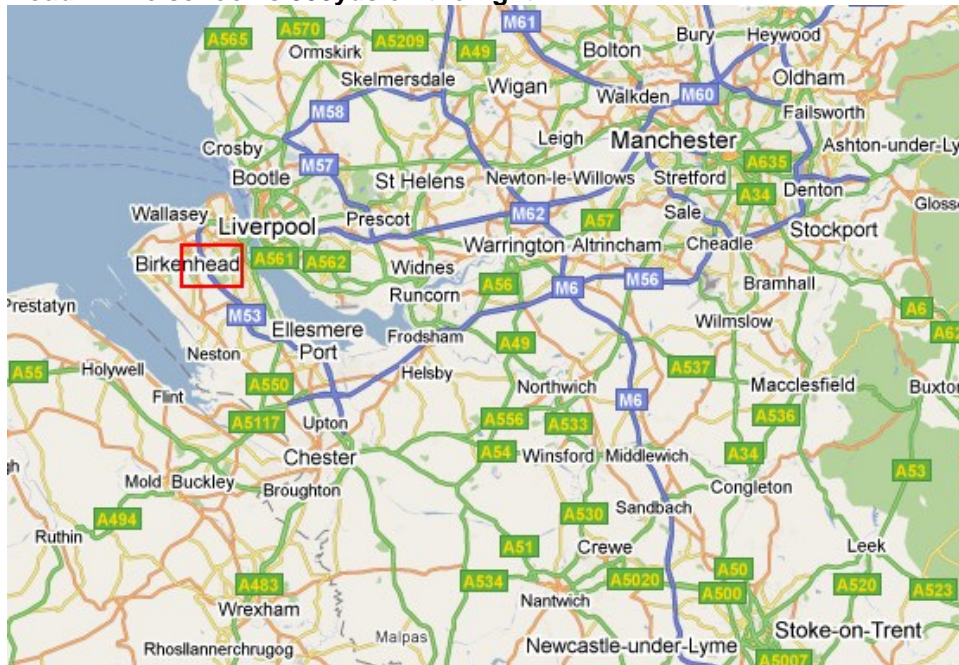 A565
A570
Ormskirk
A5209
A49
M61
Bolton
Bury
Heywood
Skelmersdale
Wigan
Walkden
M60
Oldham
Failsworth
M58
Crosby
M57
Leigh
Manchester
Ashton-under-Ly
Bootle
St Helens
Newton-le-Willows
Stretford
A635
A34
Denton
Wallasey
Liverpool
Prescot
M62
A57
Sale
Glosso
Stockport
Birkenhead
A561
A562
Widnes
Warrington
Altrincham
Cheadle
Runcorn
A56
M6
M56
Bramhall
Prestatyn
M53
Ellesmere
Port
Frodsham
Wilmslow
A6
A62
A49
Neston
A55
Holywell
Helsby
A537
Flint
A550
Northwich
M6
Macclesfield
Buxton
A5117
Upton
A556
A533
A536
Chester
A54
Winsford
Middlewich
A34
A53
Mold
Buckley
Broughton
Congleton
A494
Ruthin
A530
Sandbach
A51
Crewe
Leek
A483
A534
A5020
A50
A500
A520
A523
Wrexham
Nantwich
Rhosllannerchrugog
Malpas
Newcastle-under-Lyme
Stoke-on-Trent
A5007